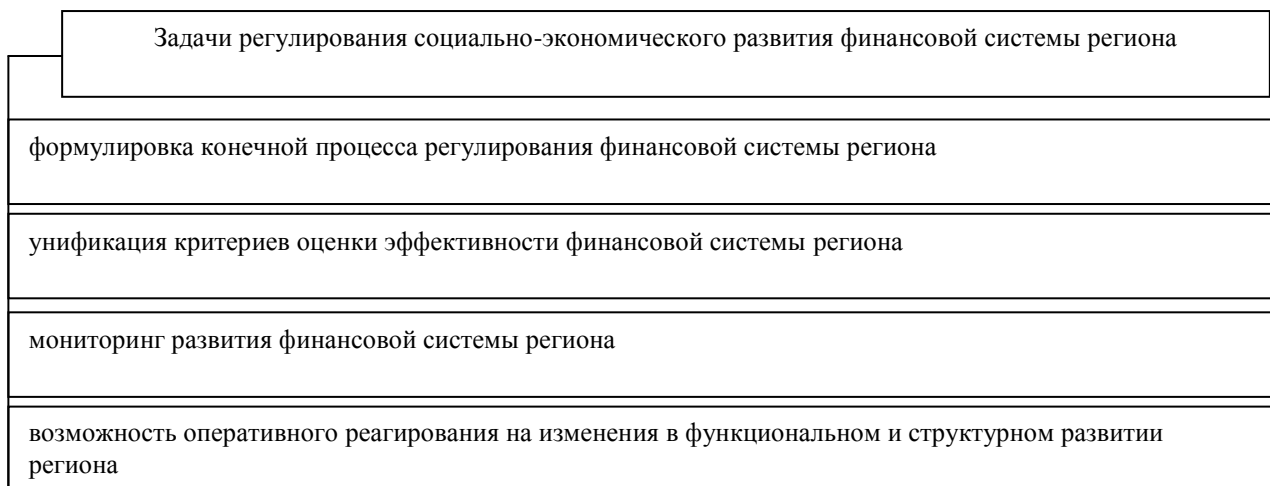 Задачи регулирования социально-экономического развития финансовой системы региона
формулировка конечной процесса регулирования финансовой системы региона
унификация критериев оценки эффективности финансовой системы региона
мониторинг развития финансовой системы региона
возможность оперативного реагирования на изменения в функциональном и структурном развитии
региона